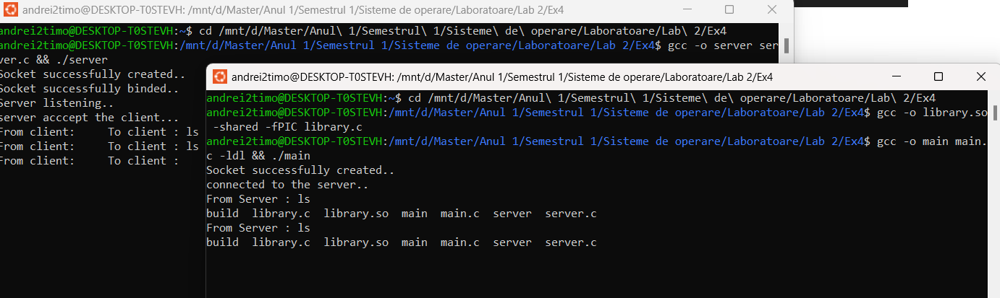 andrei2timo@DESKTOP-T0STEVH: /mnt/d/Master/Anul 1/Semestrul 1/Sisteme de operare/Laboratoare/Lab 2/Ex4
andrei2timo@DESKTOP-T0STEVH:~$ cd /mnt/d/Master/Anul\ 1/Semestrul\ 1/Sisteme\ de\ operare/Laboratoare/Lab\ 2/Ex4
andrei2timo@DESKTOP-T0STEVH:/mnt/d/Master/Anul 1/Semestrul 1/Sisteme de operare/Laboratoare/Lab 2/Ex4$ gcc -o server ser
ver.c && ./server
Socket successfully created..
Socket successfully binded..
Server listening..
server acccept the client...
From client:     To client : ls
From client:     To client : ls
From client:     To client :
andrei2timo@DESKTOP-T0STEVH: /mnt/d/Master/Anul 1/Semestrul 1/Sisteme de operare/Laboratoare/Lab 2/Ex4
andrei2timo@DESKTOP-T0STEVH:~$ cd /mnt/d/Master/Anul\ 1/Semestrul\ 1/Sisteme\ de\ operare/Laboratoare/Lab\ 2/Ex4
andrei2timo@DESKTOP-T0STEVH:/mnt/d/Master/Anul 1/Semestrul 1/Sisteme de operare/Laboratoare/Lab 2/Ex4$ gcc -o library.so
 -shared -fPIC library.c
andrei2timo@DESKTOP-T0STEVH:/mnt/d/Master/Anul 1/Semestrul 1/Sisteme de operare/Laboratoare/Lab 2/Ex4$ gcc -o main main.
c -ldl && ./main
Socket successfully created..
connected to the server..
From Server : ls
build  library.c  library.so  main  main.c  server  server.c
From Server : ls
build  library.c  library.so  main  main.c  server  server.c